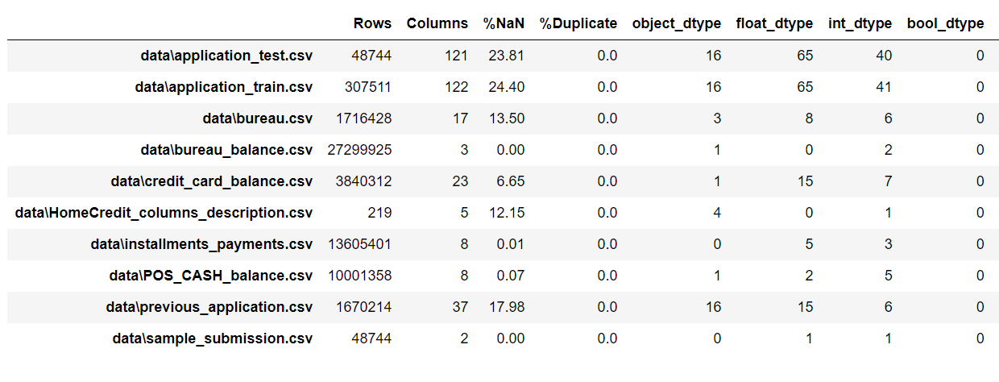 Rows Columns %NaN %Duplicate object_dtype float_dtype int_dtype bool_dtype
data\application_test.csv 48744 121 23.81 0.0 16 65 40 0
data\application_train.csv 307511 122 24.40 0.0 16 65 41 0
data\bureau.csv 1716428 17 13.50 0.0 3 8 6 0
data\bureau_balance.csv 27299925 3 0.00 0.0 1 0 2 0
data\credit_card_balance.csv 3840312 23 6.65 0.0 1 15 7 0
data\HomeCredit_columns_description.csv 219 5 12.15 0.0 4 0 1 0
data\installments_payments.csv 13605401 8 0.01 0.0 0 5 3 0
data\POS_CASH_balance.csv 10001358 8 0.07 0.0 1 2 5 0
data\previous_application.csv 1670214 37 17.98 0.0 16 15 6 0
data\sample_submission.csv 48744 2 0.00 0.0 0 1 1 0